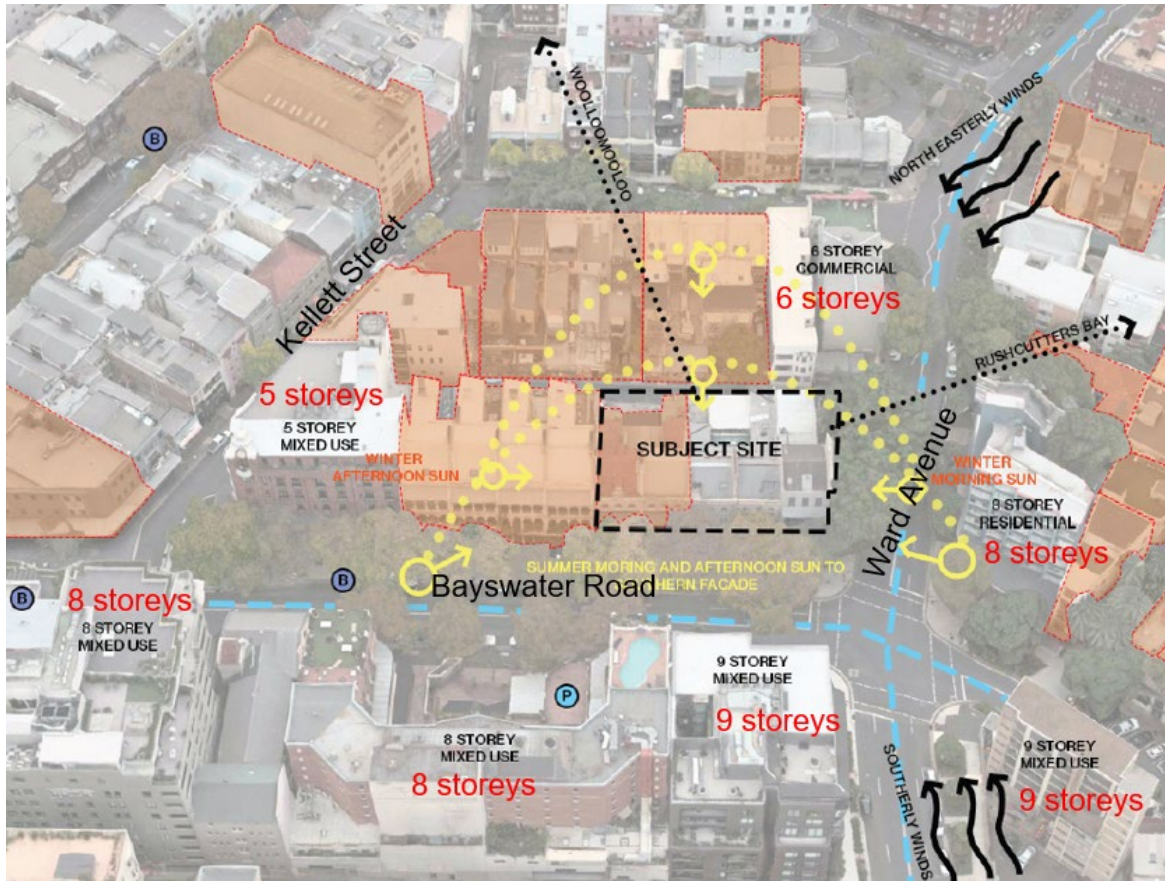 B
WOOLLOOMOOLOO
NORTH EASTERLY WINDS
Kellett Street
6 STOREY
COMMERCIAL
6 storeys
RUSHCUTTERS BAY
5 storeys
5 STOREY
MIXED USE
WINTER
AFTERNOON SUN
SUBJECT SITE
Ward Avenue
WINTER
MORNING SUN
8 STOREY
RESIDENTIAL
8 storeys
SUMMER MORING AND AFTERNOON SUN TO
HERN FACADE
Bayswater Road
B
B
8 storeys
8 STOREY
MIXED USE
9 STOREY
MIXED USE
9 storeys
P
8 STOREY
MIXED USE
8 storeys
SOUTHERLY WINDS
9 STOREY
MIXED USE
9 storeys